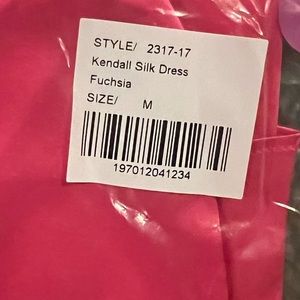 STYLE/ 2317-17
Kendall Silk Dress
Fuchsia
SIZE/ M
197012041234